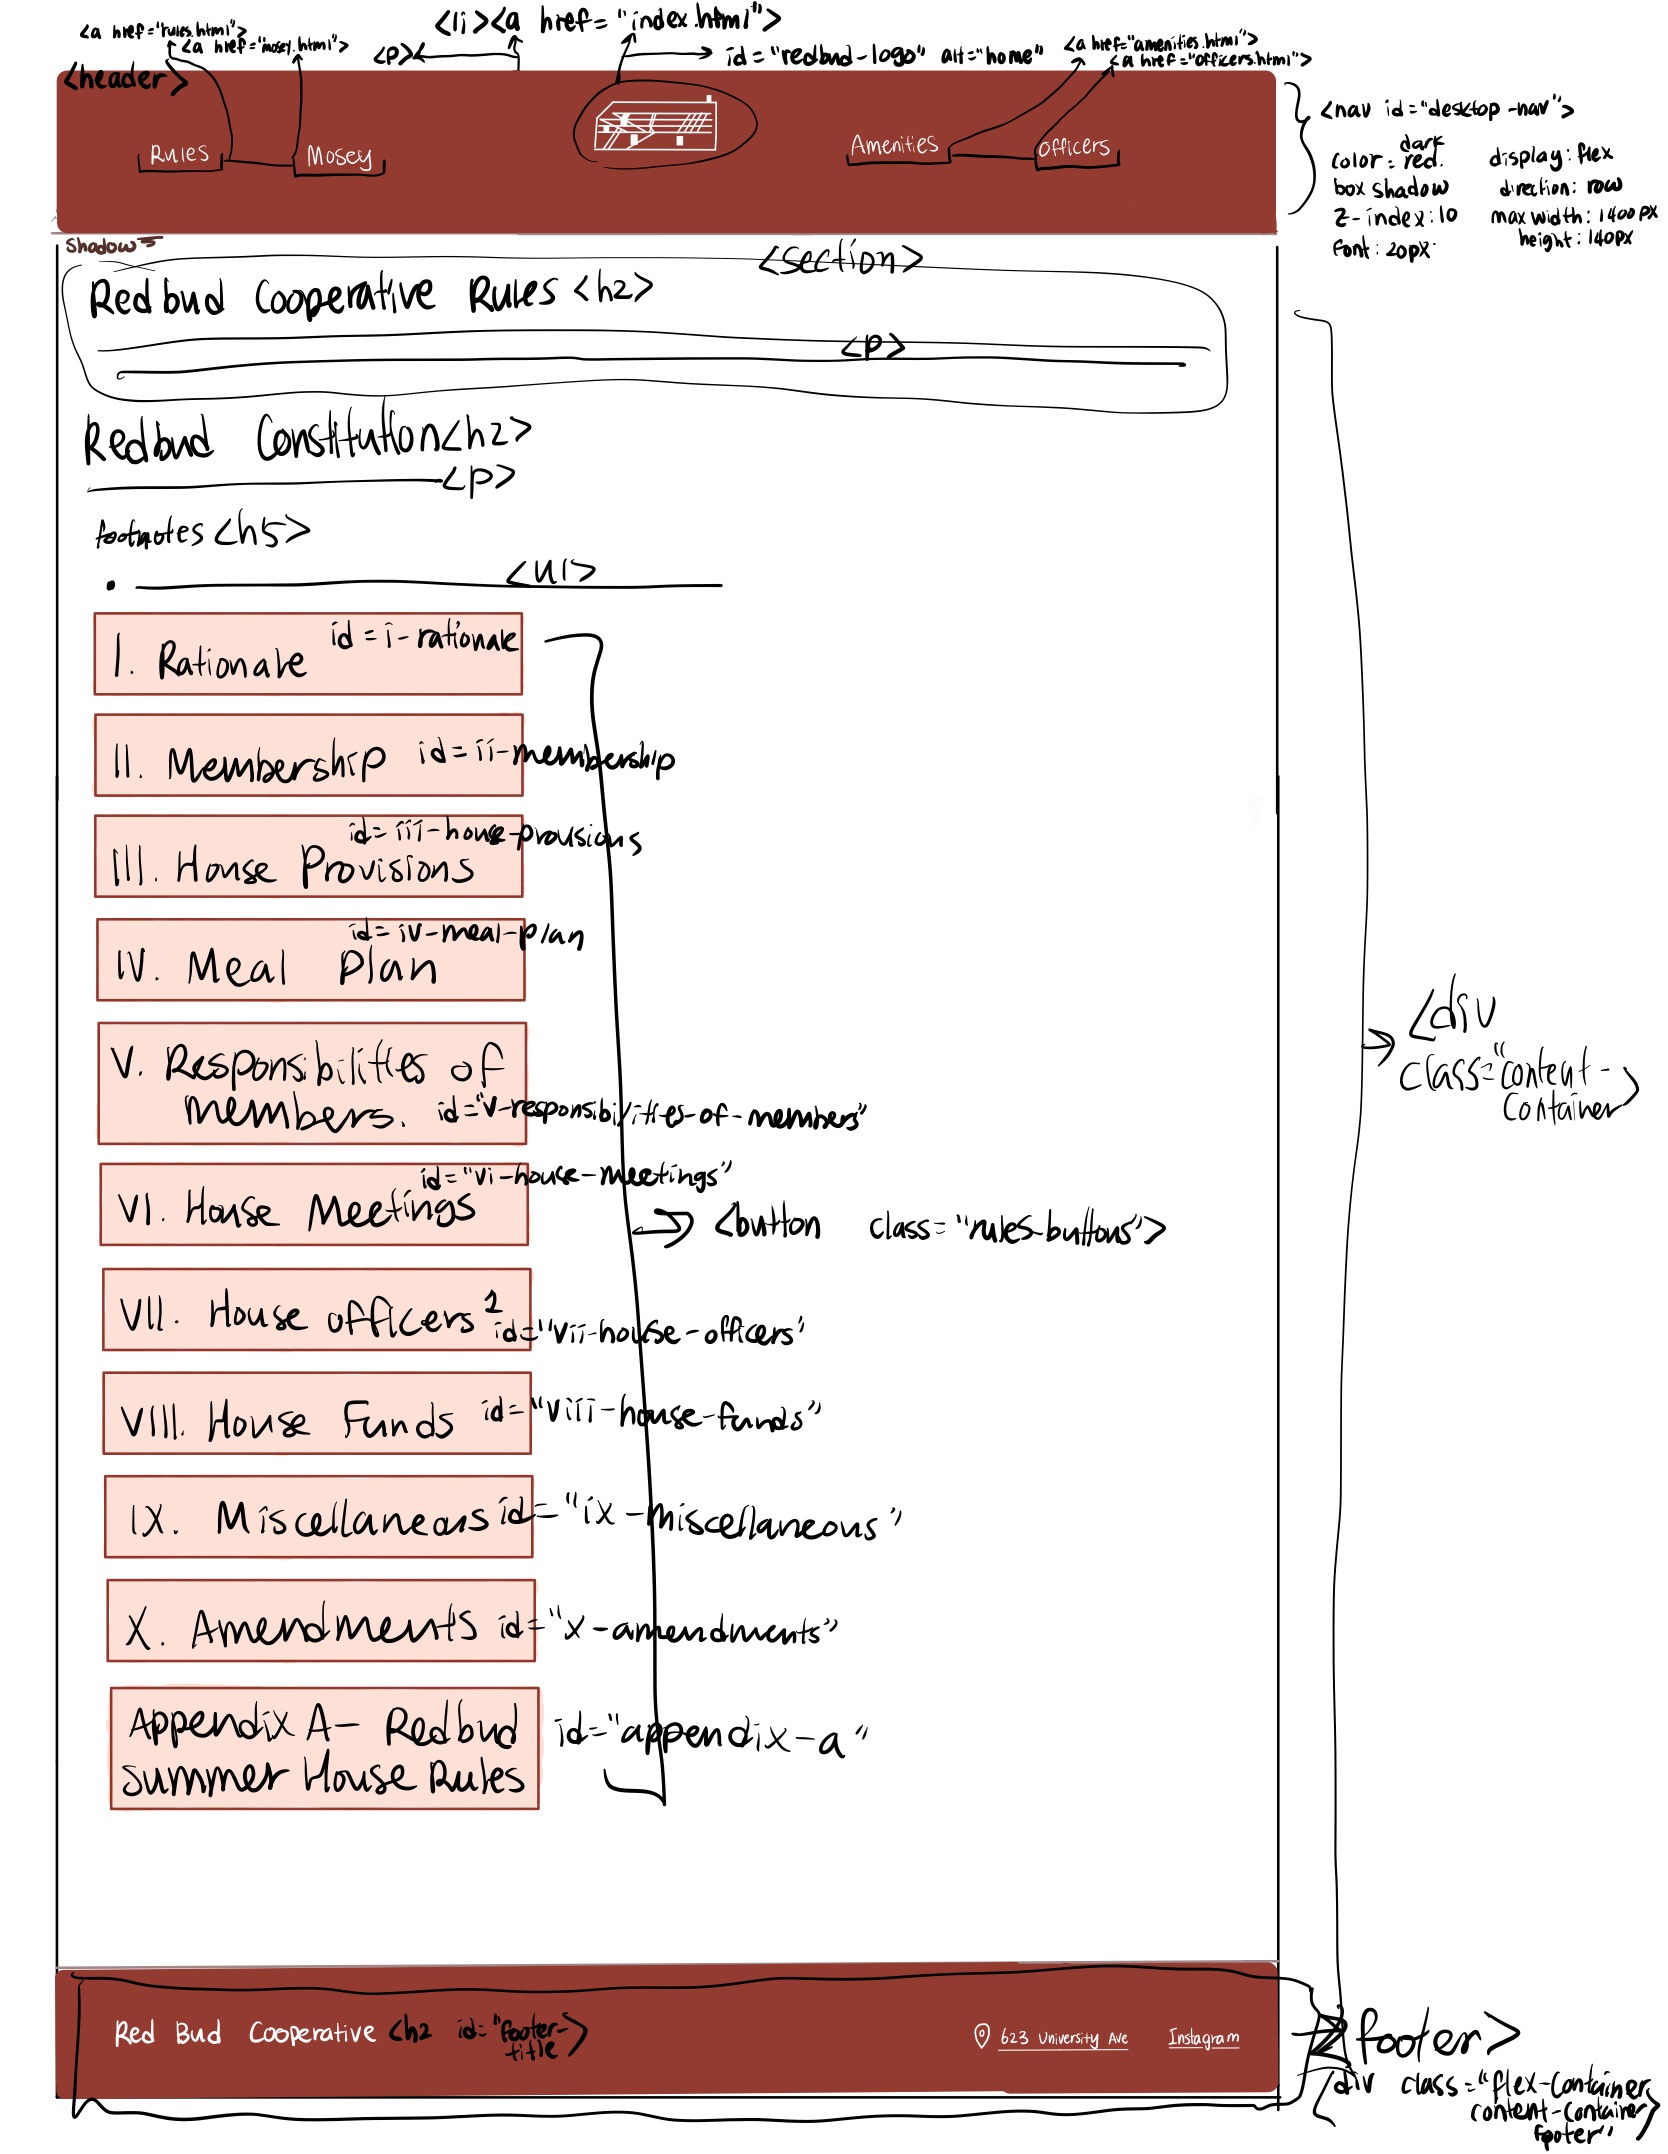 <a href="rules.html">
<a href="mosey.html">
<li><a href="index.html">
<p>
id="redbud-logo" alt="home"
<a href="amenities.html">
<a href="officers.html">
<header>
Rules
Mosey
Amenities
Officers
<nav id="desktop-nav">
color: dark red.
box shadow
z-index:10
font: 20px.
display: flex
direction: row
max width: 1400px
height: 140px
Shadow
<section>
Redbud Cooperative Rules <h2>
<p>
Redbud Constitution<h2>
<p>
footnotes <h5>
<ul>
I. Rationale id = i-rationale
II. Membership id = ii-membership
id= iii-house-provisions
III. House Provisions
id= iv-meal-plan
IV. Meal Plan
V. Responsibilities of
members. id="v-responsibilities-of-members"
id="vi-house-meetings"
VI. House Meetings
<button class="rules-buttons">
VII. House officers 1
id="vii-house-officers"
VIII. House Funds id="viii-house-funds"
IX. Miscellaneous id="ix-miscellaneous"
X. Amendments id="x-amendments"
Appendix A- Redbud
Summer House Rules
id="appendix-a"
<div
class="content-
container>
Red Bud Cooperative <h2 id="footer-
title>
623 University Ave
Instagram
footer>
<div class="flex-container
content-container
footer">